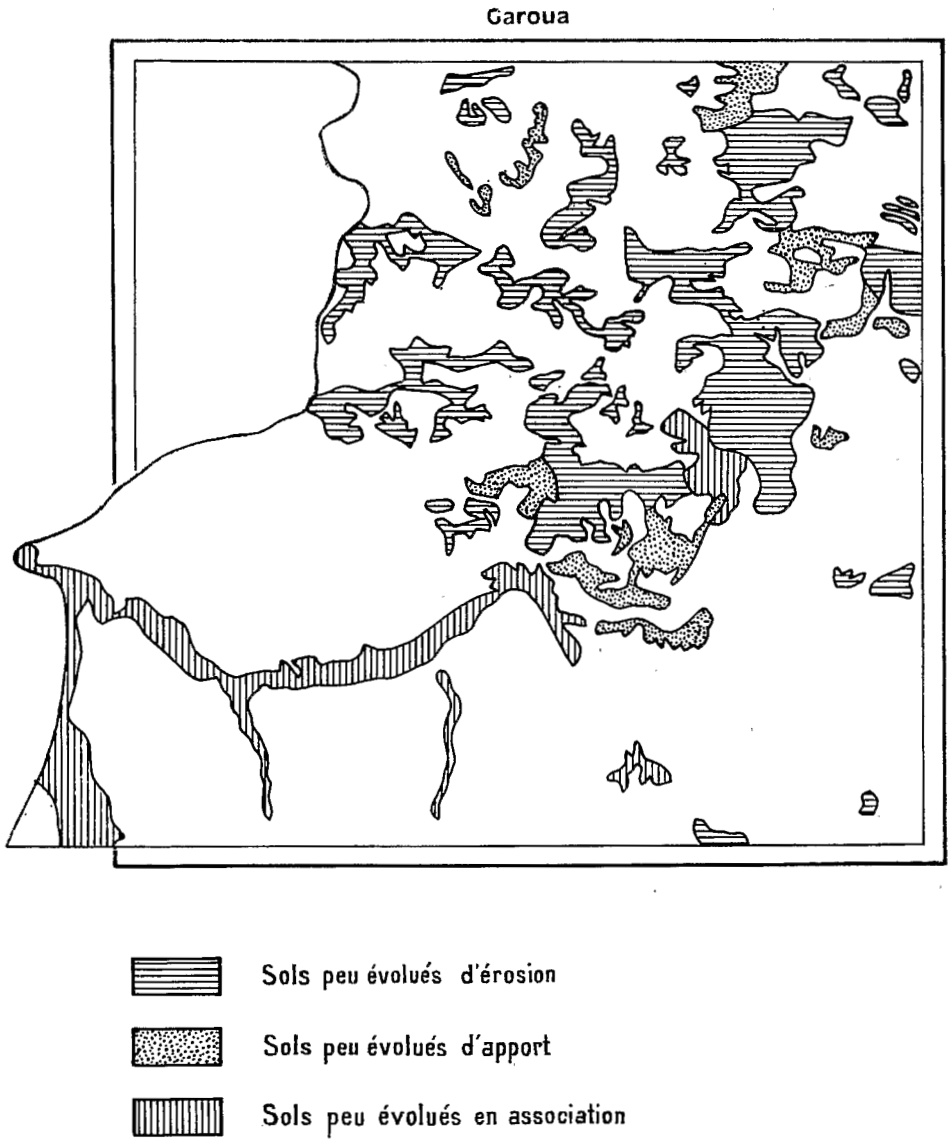 Garoua
Sols peu évolués d'érosion
Sols peu évolués d'apport
Sols peu évolués en association